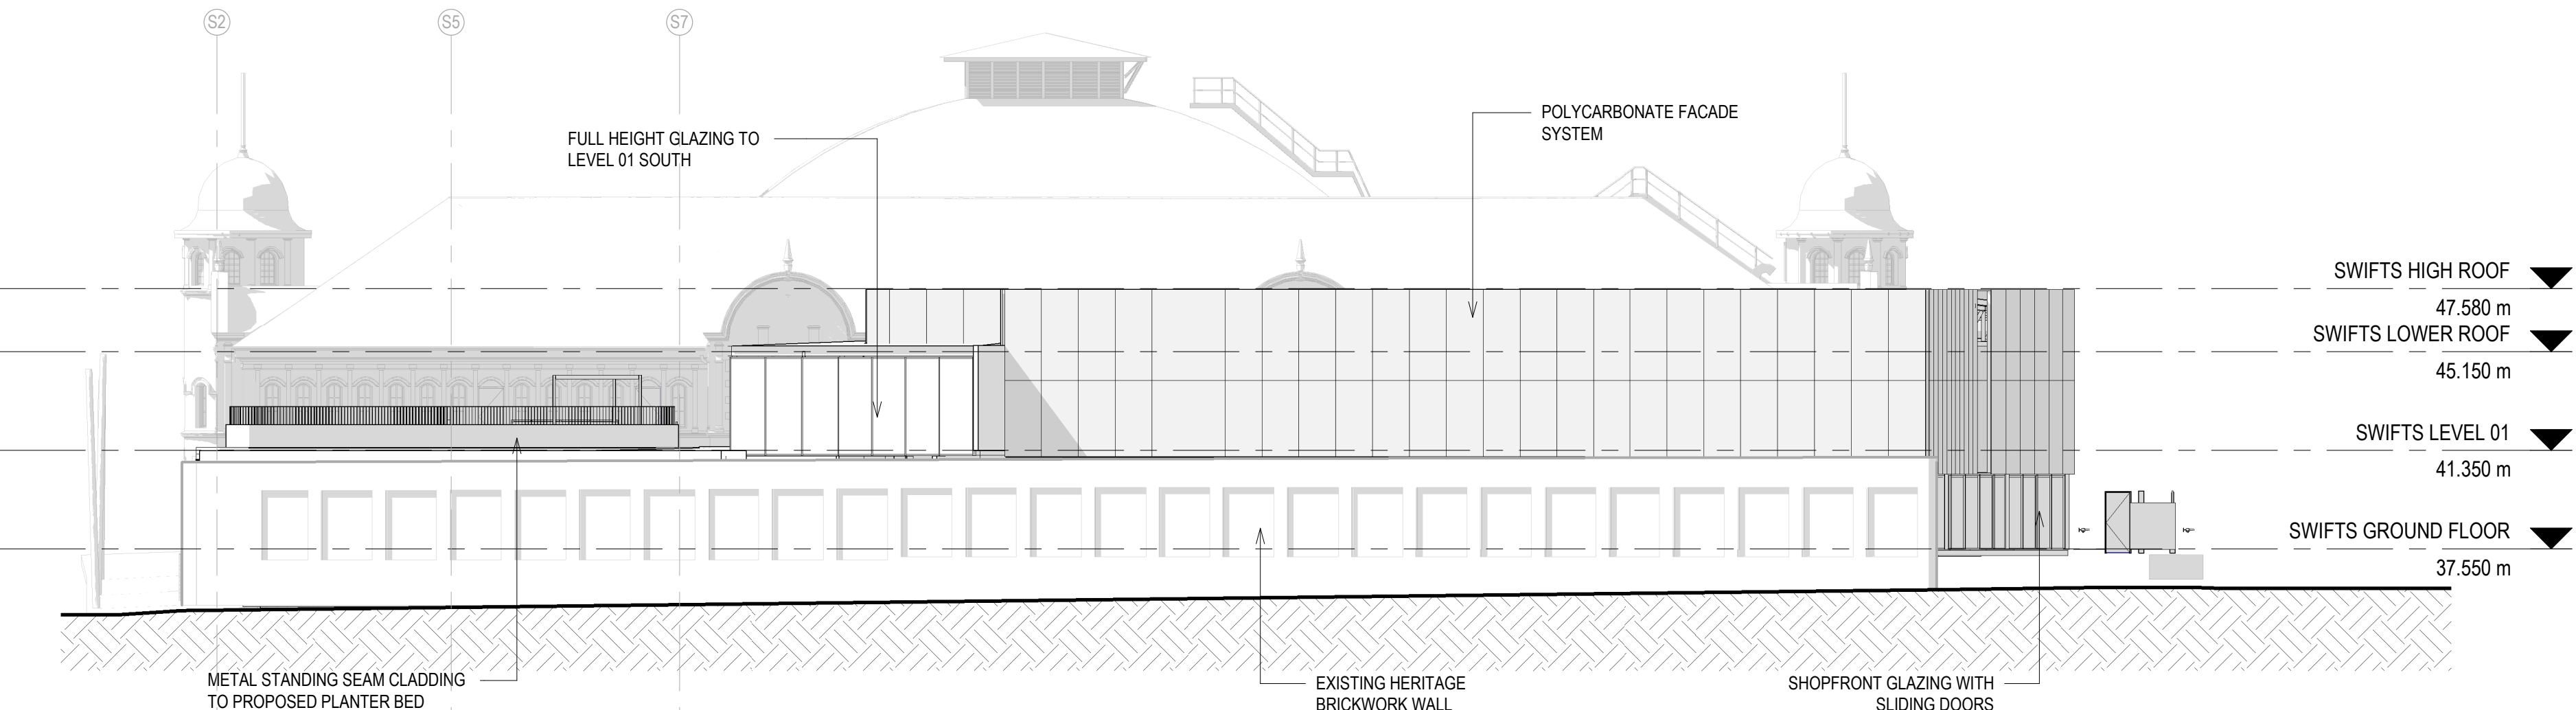 S2
S5
S7
POLYCARBONATE FACADE
SYSTEM
FULL HEIGHT GLAZING TO
LEVEL 01 SOUTH
SWIFTS HIGH ROOF
47.580 m
SWIFTS LOWER ROOF
45.150 m
SWIFTS LEVEL 01
41.350 m
SWIFTS GROUND FLOOR
37.550 m
METAL STANDING SEAM CLADDING
TO PROPOSED PLANTER BED
EXISTING HERITAGE
BRICKWORK WALL
SHOPFRONT GLAZING WITH
SLIDING DOORS